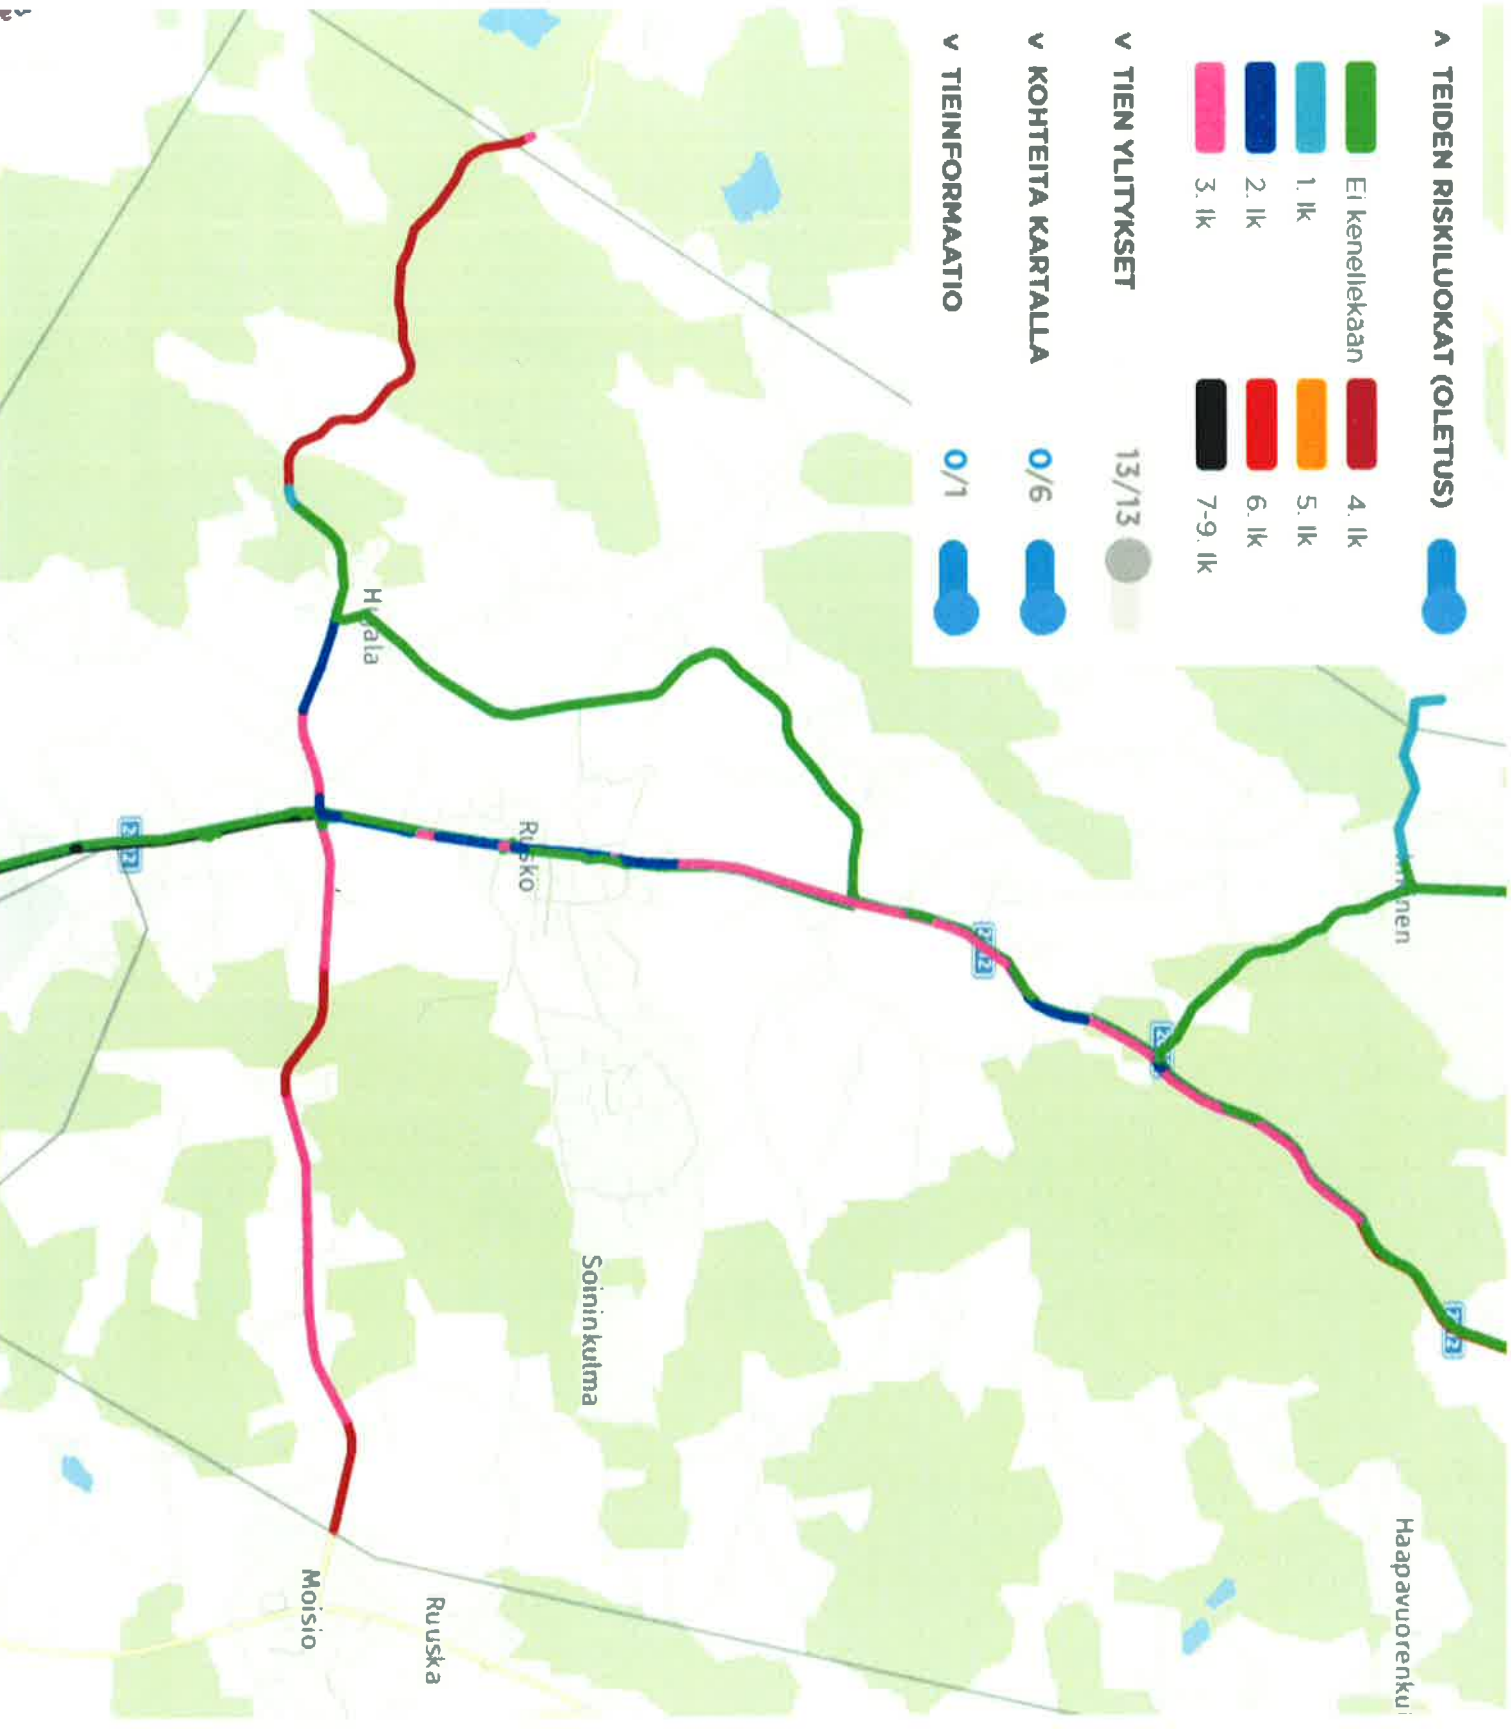 TEIDEN RISKILUOKAT (OLETUS)
Ei kenellekään
4. lk
1. lk
5. lk
2. lk
6. lk
3. lk
7-9. lk
TIEN YLITYKSET
13/13
KOHTEITA KARTALLA
0/6
TIEINFORMAATIO
0/1
Haapavuorenku
Soininkulma
Rusko
Ruuska
Moisio